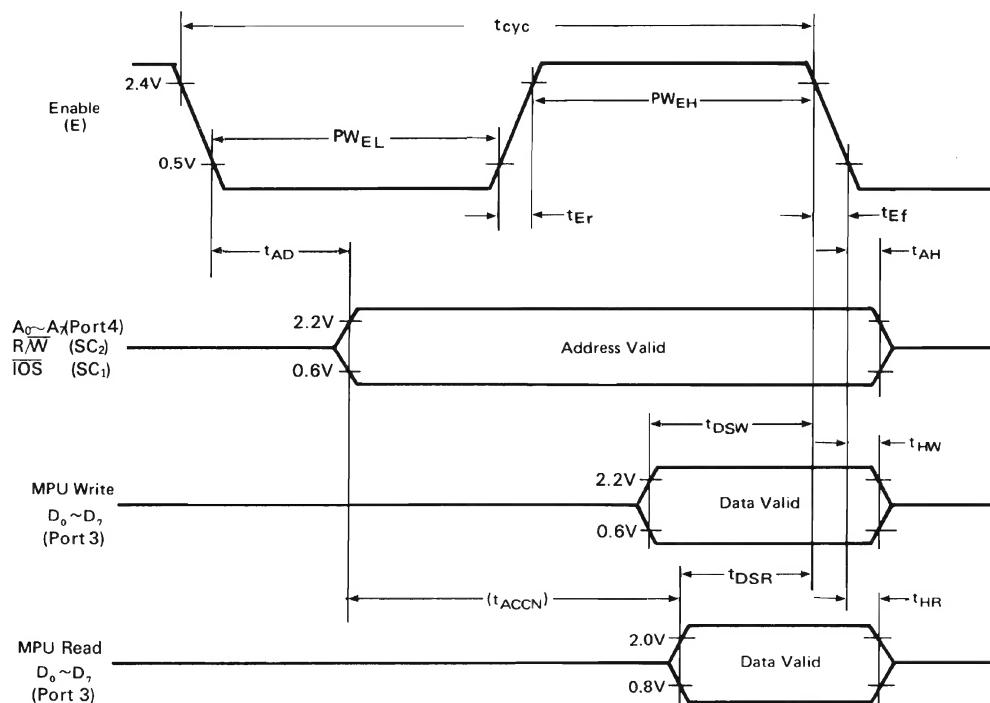 tcyc
2.4V
Enable
(E)
PWEH
PWEL
0.5V
tEr
tEf
tAD
tAH
A₀~A₇(Port4)
R/W̅ (SC₂)
I̅O̅S̅ (SC₁)
2.2V
Address Valid
0.6V
tDSW
tHW
MPU Write
D₀~D₇
(Port 3)
2.2V
Data Valid
0.6V
tDSR
(tACCN)
tHR
MPU Read
D₀~D₇
(Port 3)
2.0V
Data Valid
0.8V